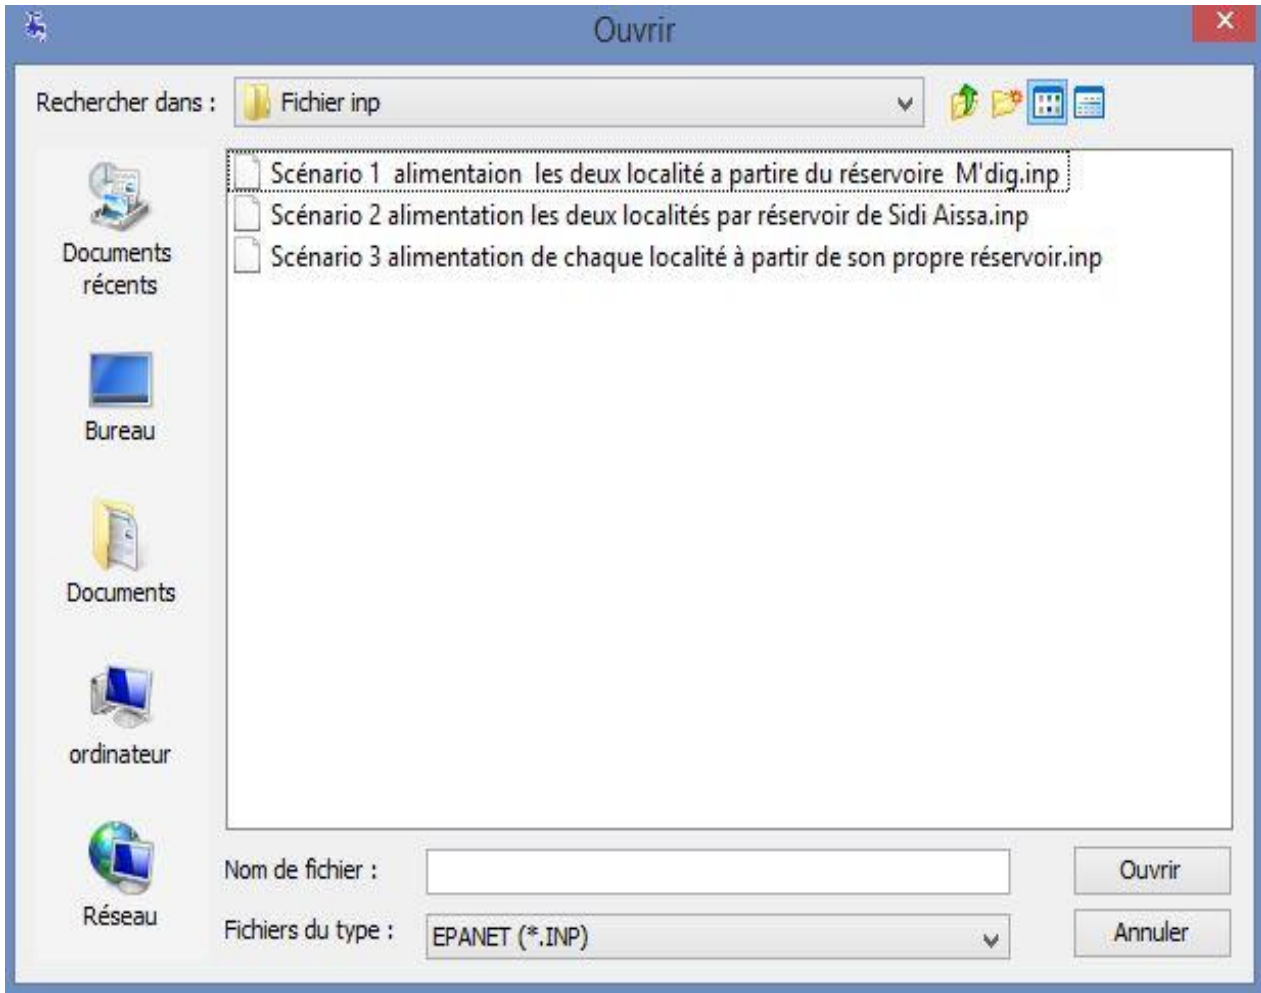 Ouvrir
Rechercher dans :
Fichier inp
Scénario 1  alimentaion  les deux localité a partire du réservoire  M'dig.inp
Scénario 2 alimentation les deux localités par réservoir de Sidi Aissa.inp
Scénario 3 alimentation de chaque localité à partir de son propre réservoir.inp
Documents
récents
Bureau
Documents
ordinateur
Réseau
Nom de fichier :
Ouvrir
Fichiers du type :
EPANET (*.INP)
Annuler